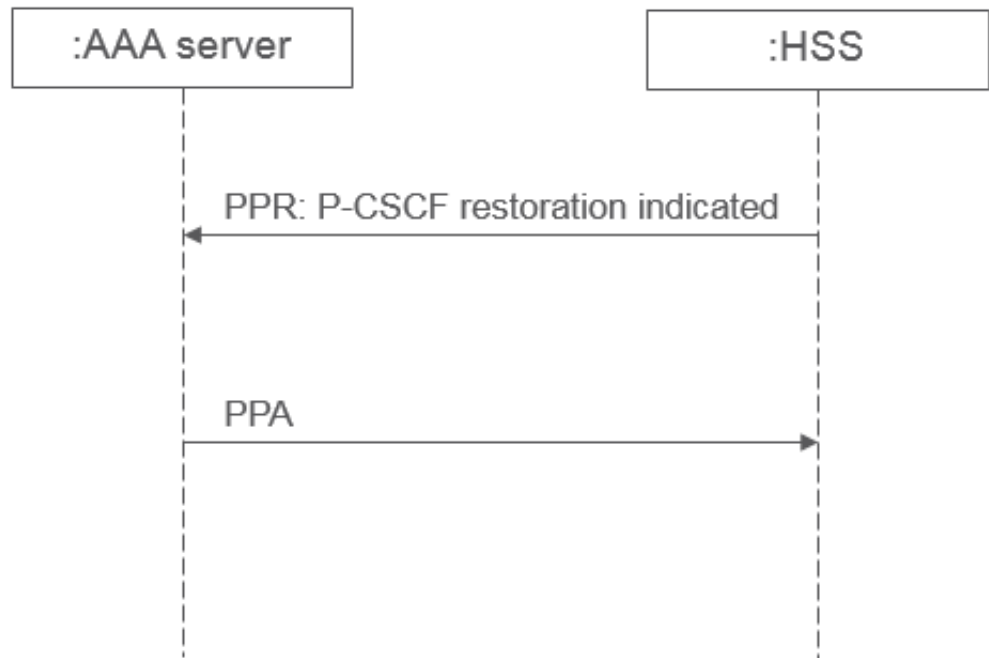 :AAA server
:HSS
PPR: P-CSCF restoration indicated
PPA